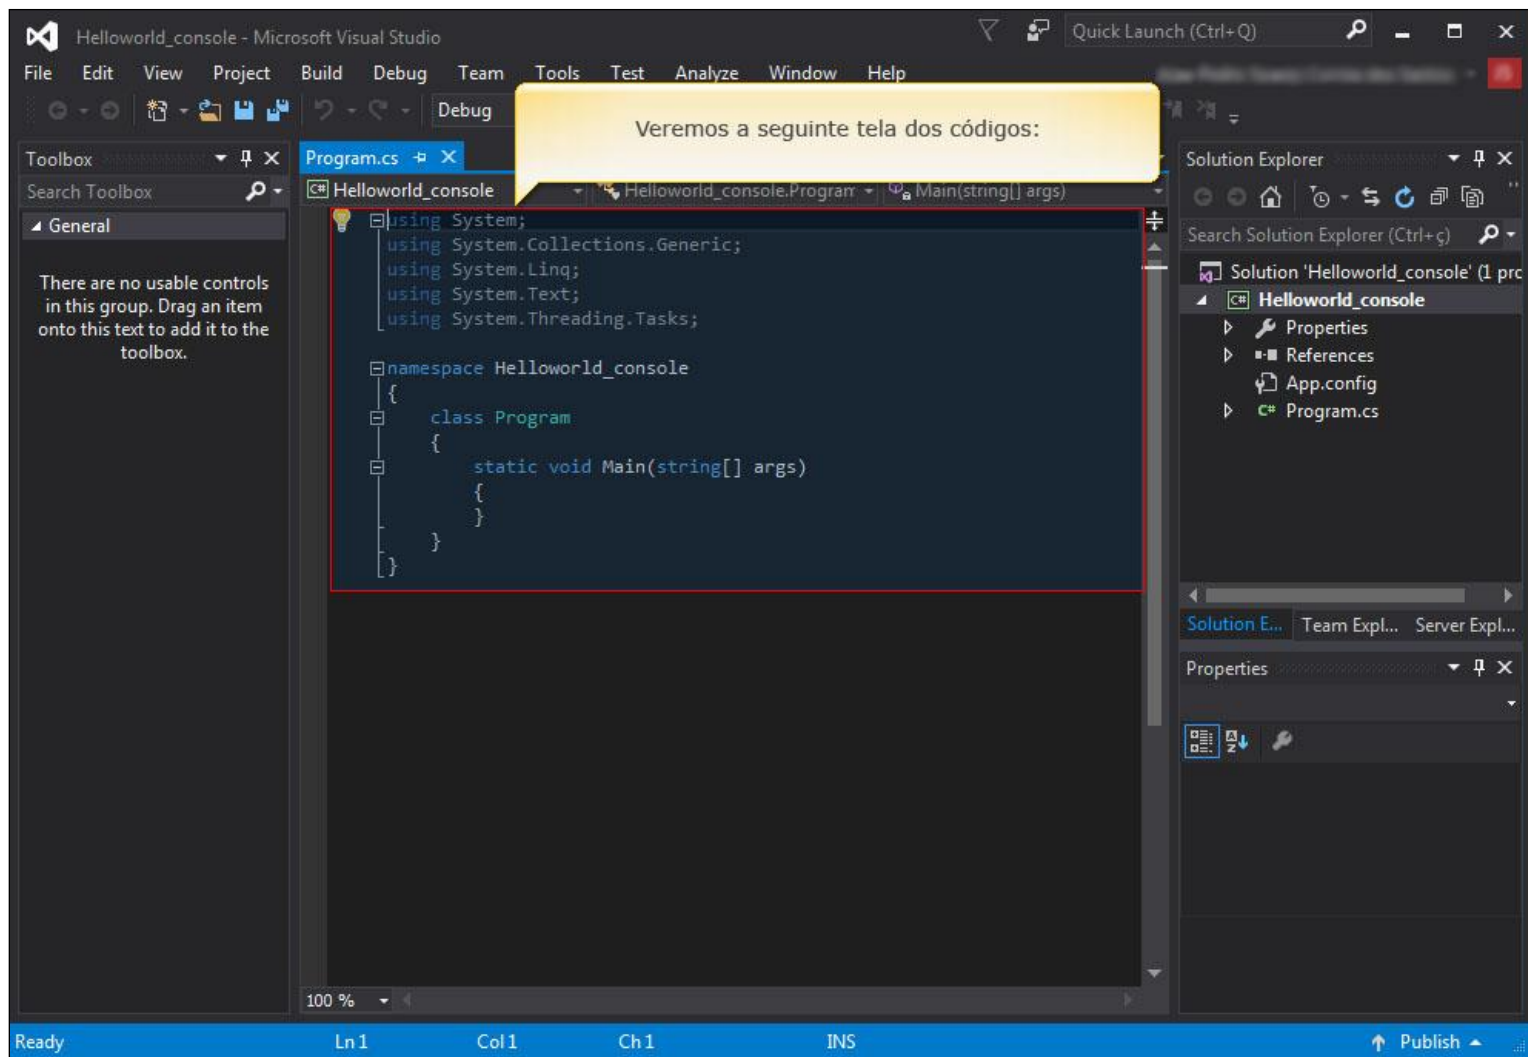 Helloworld_console - Microsoft Visual Studio
Quick Launch (Ctrl+Q)
File Edit View Project Build Debug Team Tools Test Analyze Window Help
Debug
Veremos a seguinte tela dos códigos:
Toolbox
Search Toolbox
General
There are no usable controls
in this group. Drag an item
onto this text to add it to the
toolbox.
Program.cs
Helloworld_console Helloworld_console.Program Main(string[] args)
using System;
using System.Collections.Generic;
using System.Linq;
using System.Text;
using System.Threading.Tasks;
namespace Helloworld_console
{
class Program
{
static void Main(string[] args)
{
}
}
}
100 %
Solution Explorer
Search Solution Explorer (Ctrl+ç)
Solution 'Helloworld_console' (1 prc
C# Helloworld_console
Properties
References
App.config
C# Program.cs
Solution E... Team Expl... Server Expl...
Properties
Ready Ln 1 Col 1 Ch 1 INS Publish